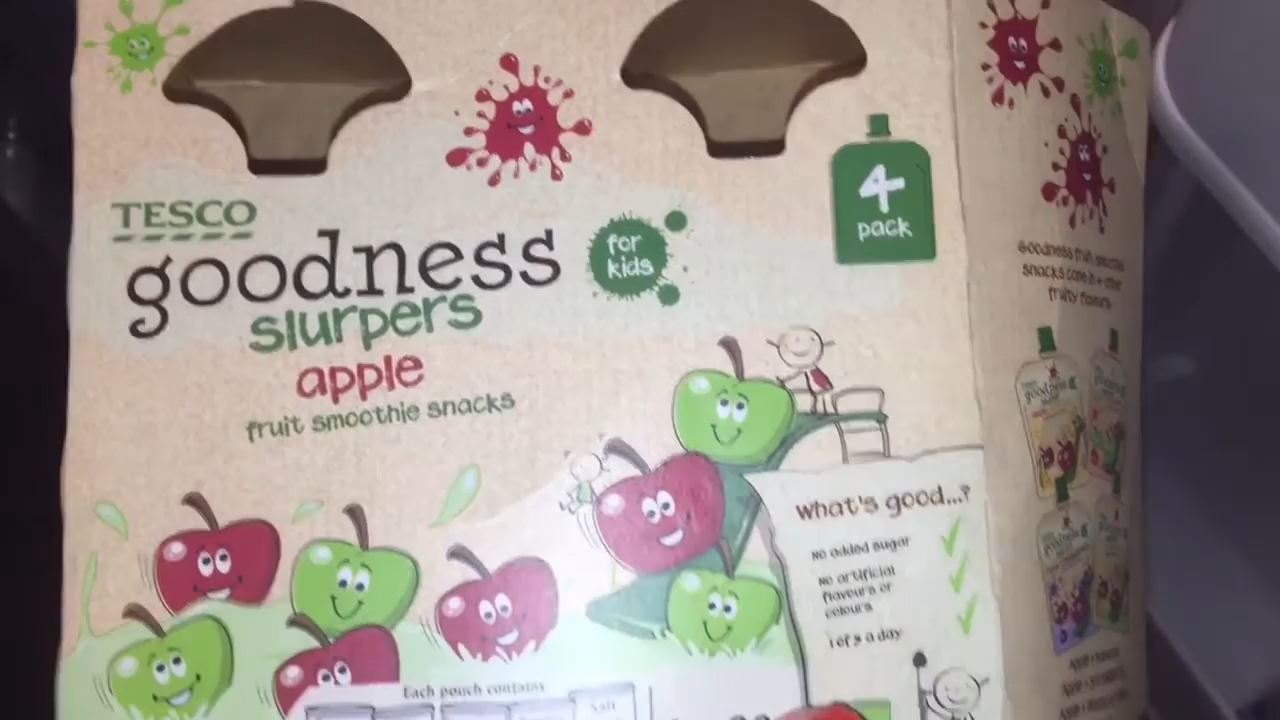 TESCO
goodness
slurpers
apple
fruit smoothie snacks
for
kids
4
pack
what's good...?
No added sugar
No artificial
flavours or
colours
1 of 5 a day
Each pouch contains
Salt
Goodness fruit smoothie
snacks come in 4 other
fruity flavours
goodness